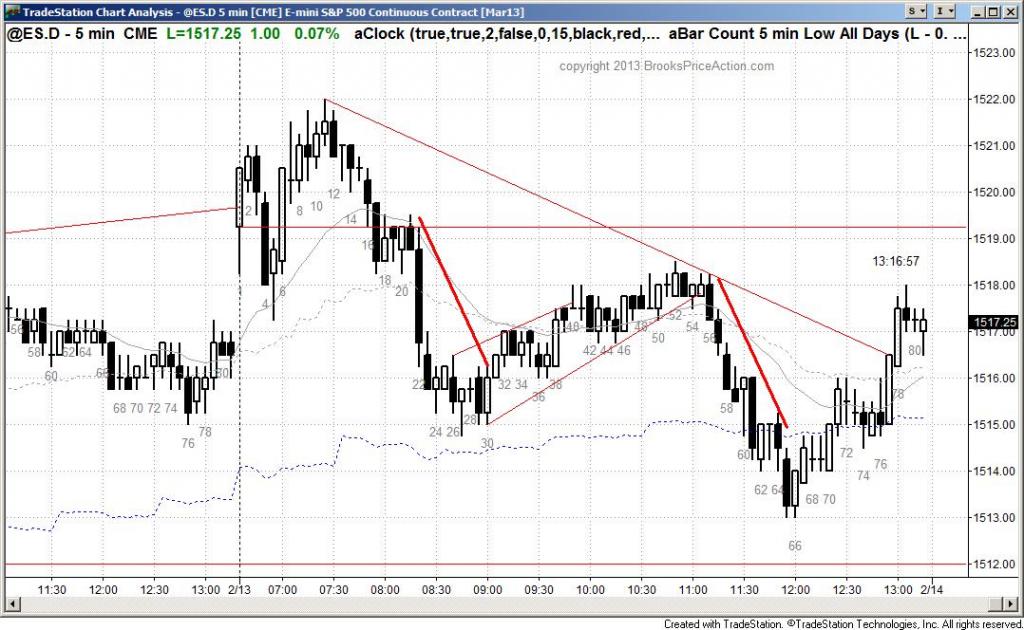 TradeStation Chart Analysis - @ES.D 5 min [CME] E-mini S&P 500 Continuous Contract [Mar13]
S I
@ES.D - 5 min CME L=1517.25 1.00 0.07% aClock (true,true,2,false,0,15,black,red,... aBar Count 5 min Low All Days (L - 0. ...
copyright 2013 BrooksPriceAction.com
1523.00
1522.00
1521.00
1520.00
1519.00
13:16:57
1518.00
1517.25
1517.00
1516.00
1515.00
1514.00
1513.00
1512.00
2 8 10 12 14 16 18 20
4 6
56 58 60 62 64 66 68 70 72 74 76 78 80
22 24 26 28 30 32 34 36 38 40 42 44 46 48 50 52 54 56
58 60 62 64 66 68 70 72 74 76 78 80
11:30 12:00 12:30 13:00 2/13 07:00 07:30 08:00 08:30 09:00 09:30 10:00 10:30 11:00 11:30 12:00 12:30 13:00 2/14
Created with TradeStation. ©TradeStation Technologies, Inc. All rights reserved.